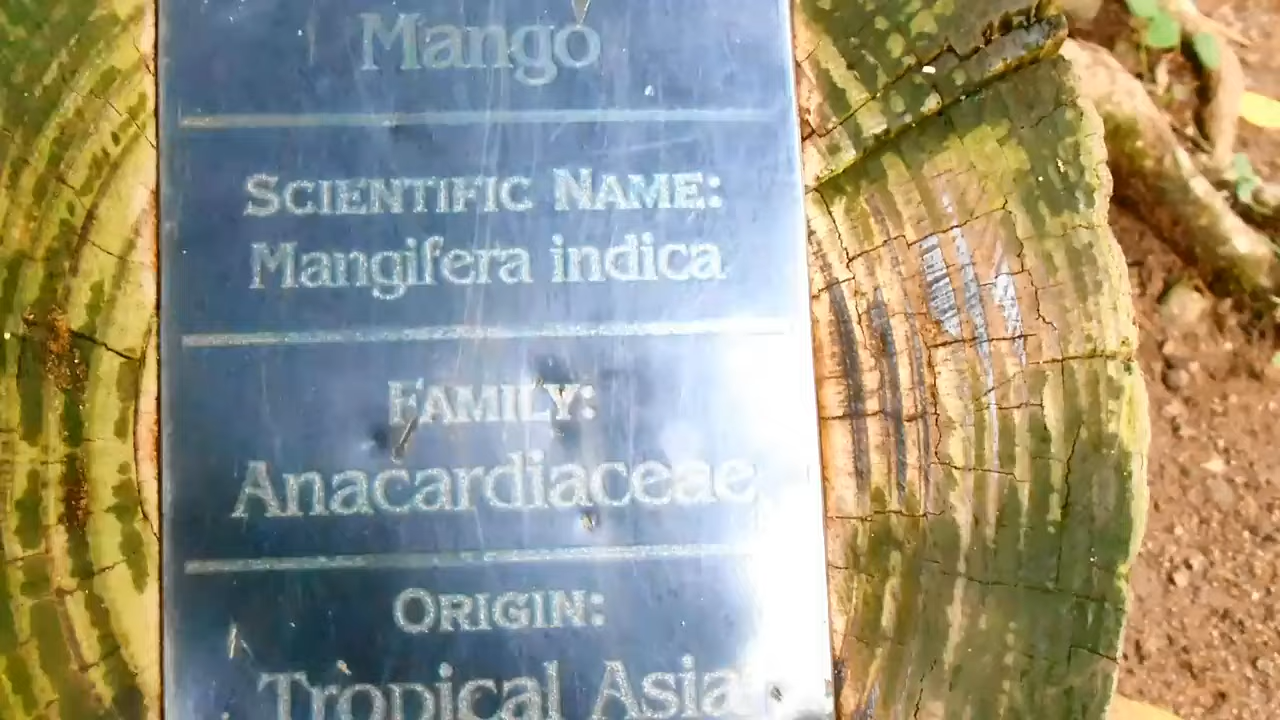 Mango
SCIENTIFIC NAME:
Mangifera indica
FAMILY:
Anacardiaceae
ORIGIN:
Tropical Asia